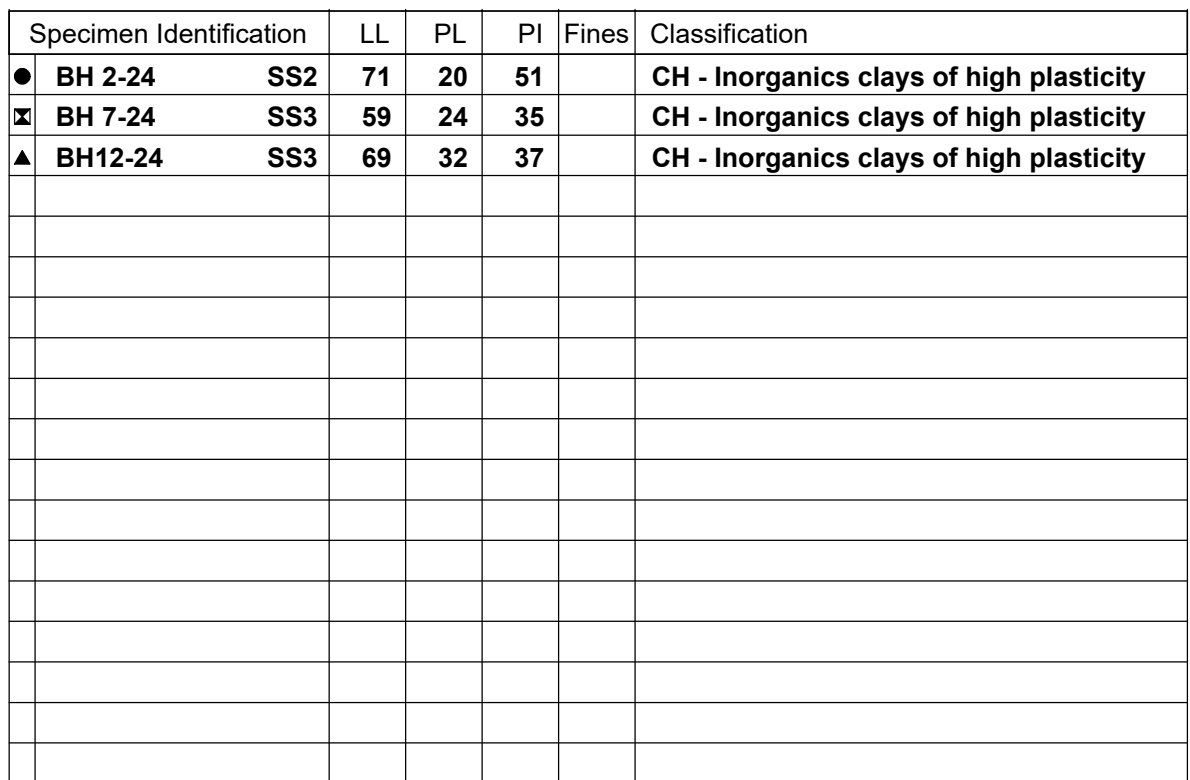 Specimen Identification LL PL PI Fines Classification
BH 2-24 SS2 71 20 51 CH - Inorganics clays of high plasticity
BH 7-24 SS3 59 24 35 CH - Inorganics clays of high plasticity
BH12-24 SS3 69 32 37 CH - Inorganics clays of high plasticity